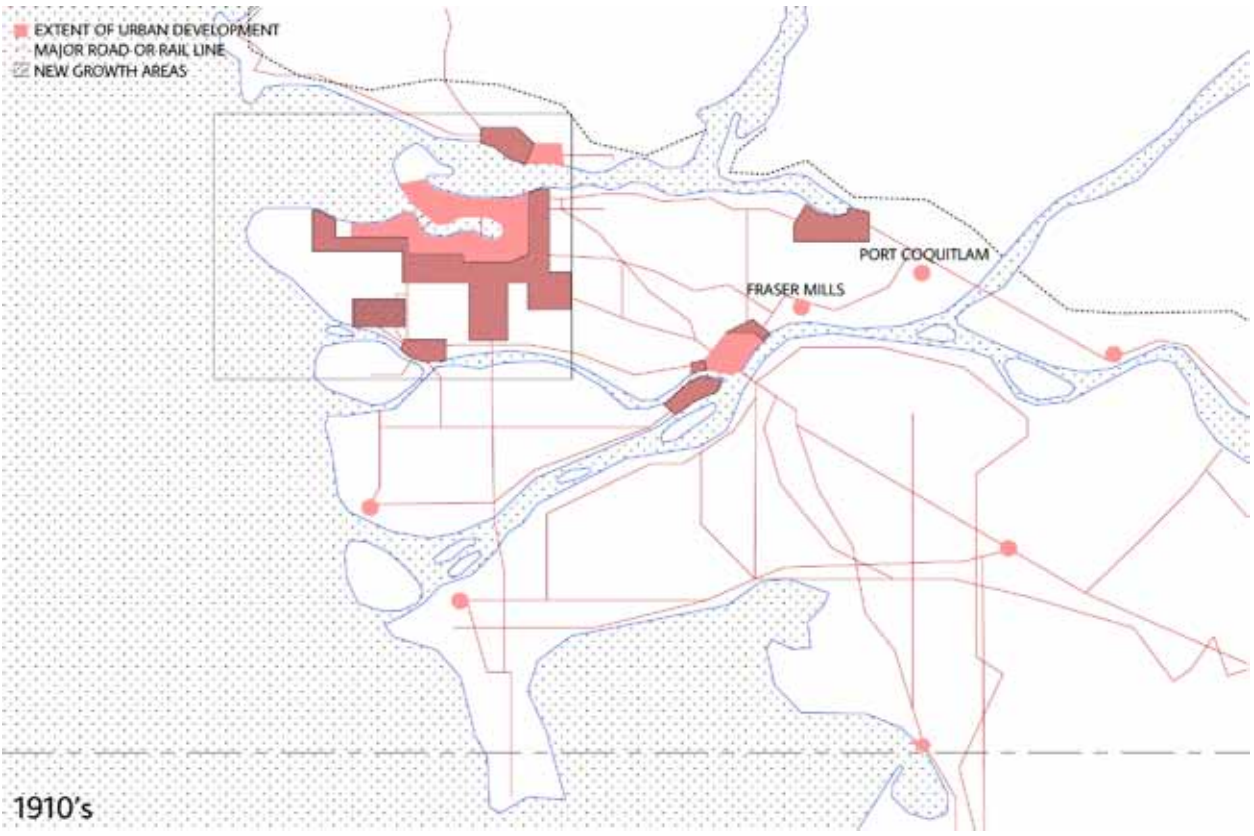 EXTENT OF URBAN DEVELOPMENT
MAJOR ROAD OR RAIL LINE
NEW GROWTH AREAS
PORT COQUITLAM
FRASER MILLS
1910's